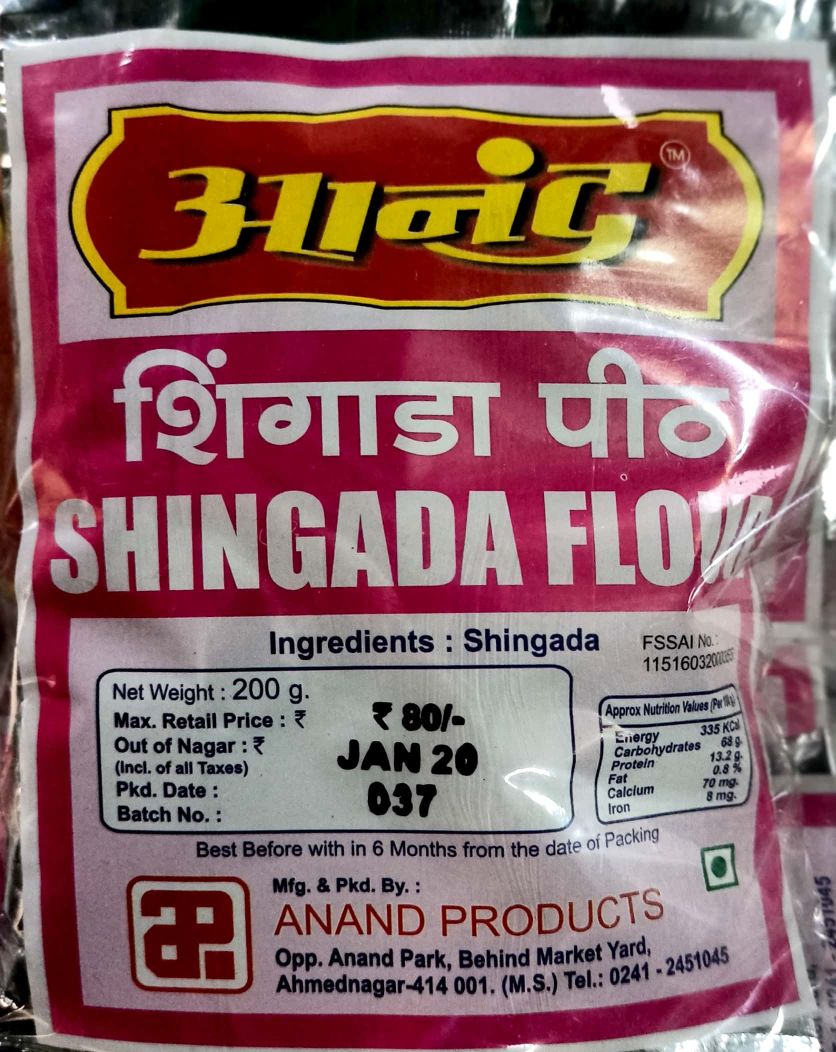 आनंद TM
शिंगाडा पीठ
SHINGADA FLOUR
Ingredients : Shingada
FSSAI No. :
Net Weight : 200 g.
Max. Retail Price : ₹ ₹ 80/-
Out of Nagar : ₹
(Incl. of all Taxes)
Pkd. Date : JAN 20
Batch No. : 037
Approx Nutrition Values (Per
Energy 335 KCal
Carbohydrates 68 g.
Protein 13.2 g.
Fat 0.8 %
Calcium 70 mg.
Iron 8 mg.
Best Before with in 6 Months from the date of Packing
Mfg. & Pkd. By. :
ANAND PRODUCTS
Opp. Anand Park, Behind Market Yard,
Ahmednagar-414 001. (M.S.) Tel.: 0241 - 2451045